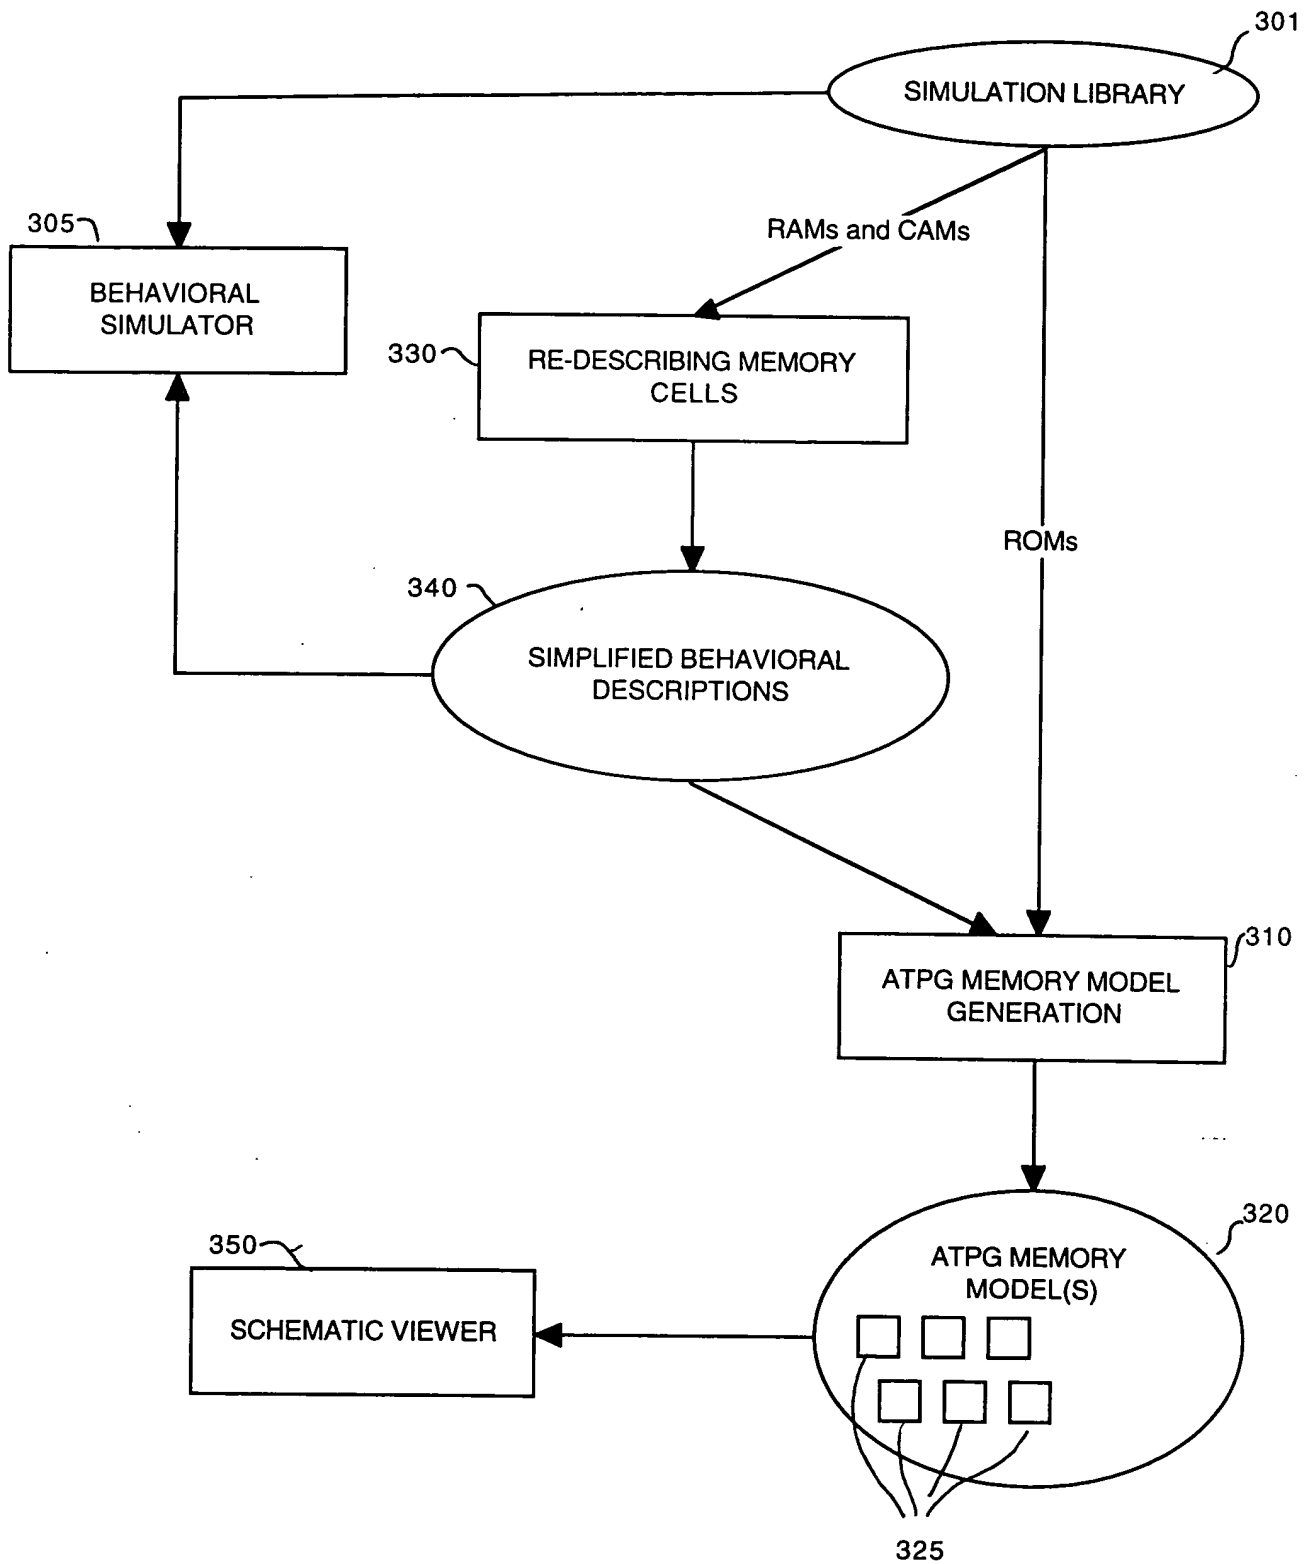 301
SIMULATION LIBRARY
RAMs and CAMs
305
BEHAVIORAL
SIMULATOR
330
RE-DESCRIBING MEMORY
CELLS
ROMs
340
SIMPLIFIED BEHAVIORAL
DESCRIPTIONS
310
ATPG MEMORY MODEL
GENERATION
320
ATPG MEMORY
MODEL(S)
350
SCHEMATIC VIEWER
325